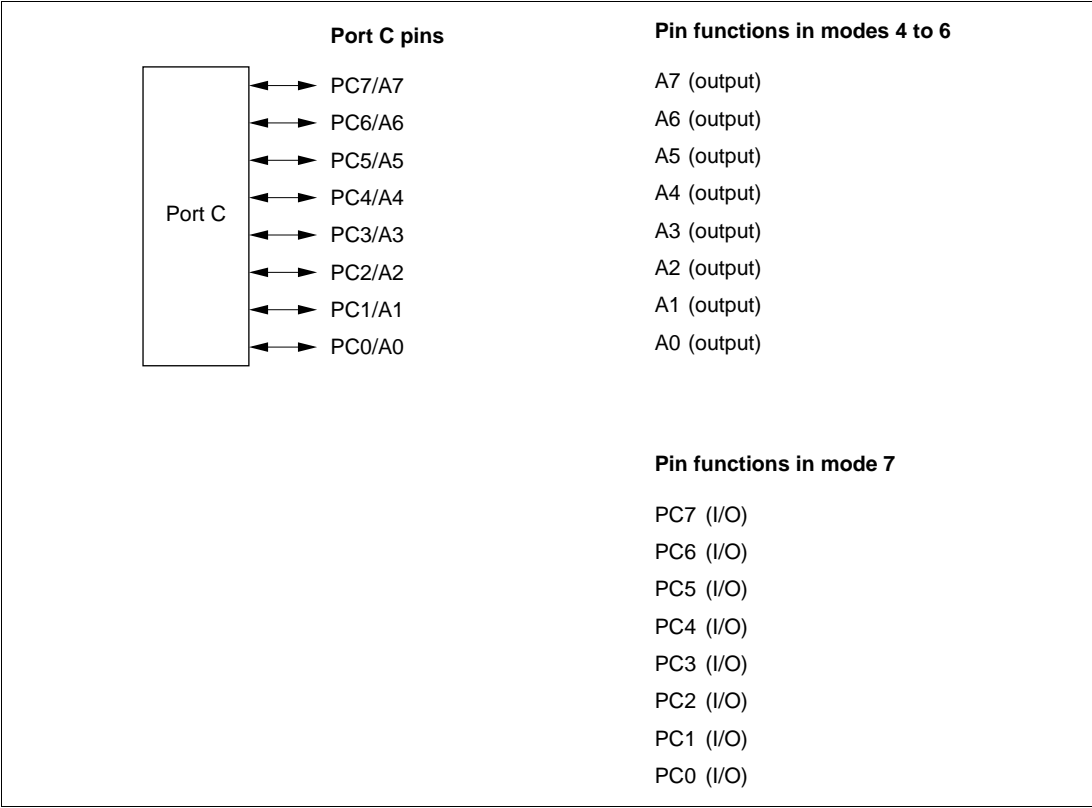 Port C pins
Pin functions in modes 4 to 6
Port C
PC7/A7
A7 (output)
PC6/A6
A6 (output)
PC5/A5
A5 (output)
PC4/A4
A4 (output)
PC3/A3
A3 (output)
PC2/A2
A2 (output)
PC1/A1
A1 (output)
PC0/A0
A0 (output)
Pin functions in mode 7
PC7 (I/O)
PC6 (I/O)
PC5 (I/O)
PC4 (I/O)
PC3 (I/O)
PC2 (I/O)
PC1 (I/O)
PC0 (I/O)